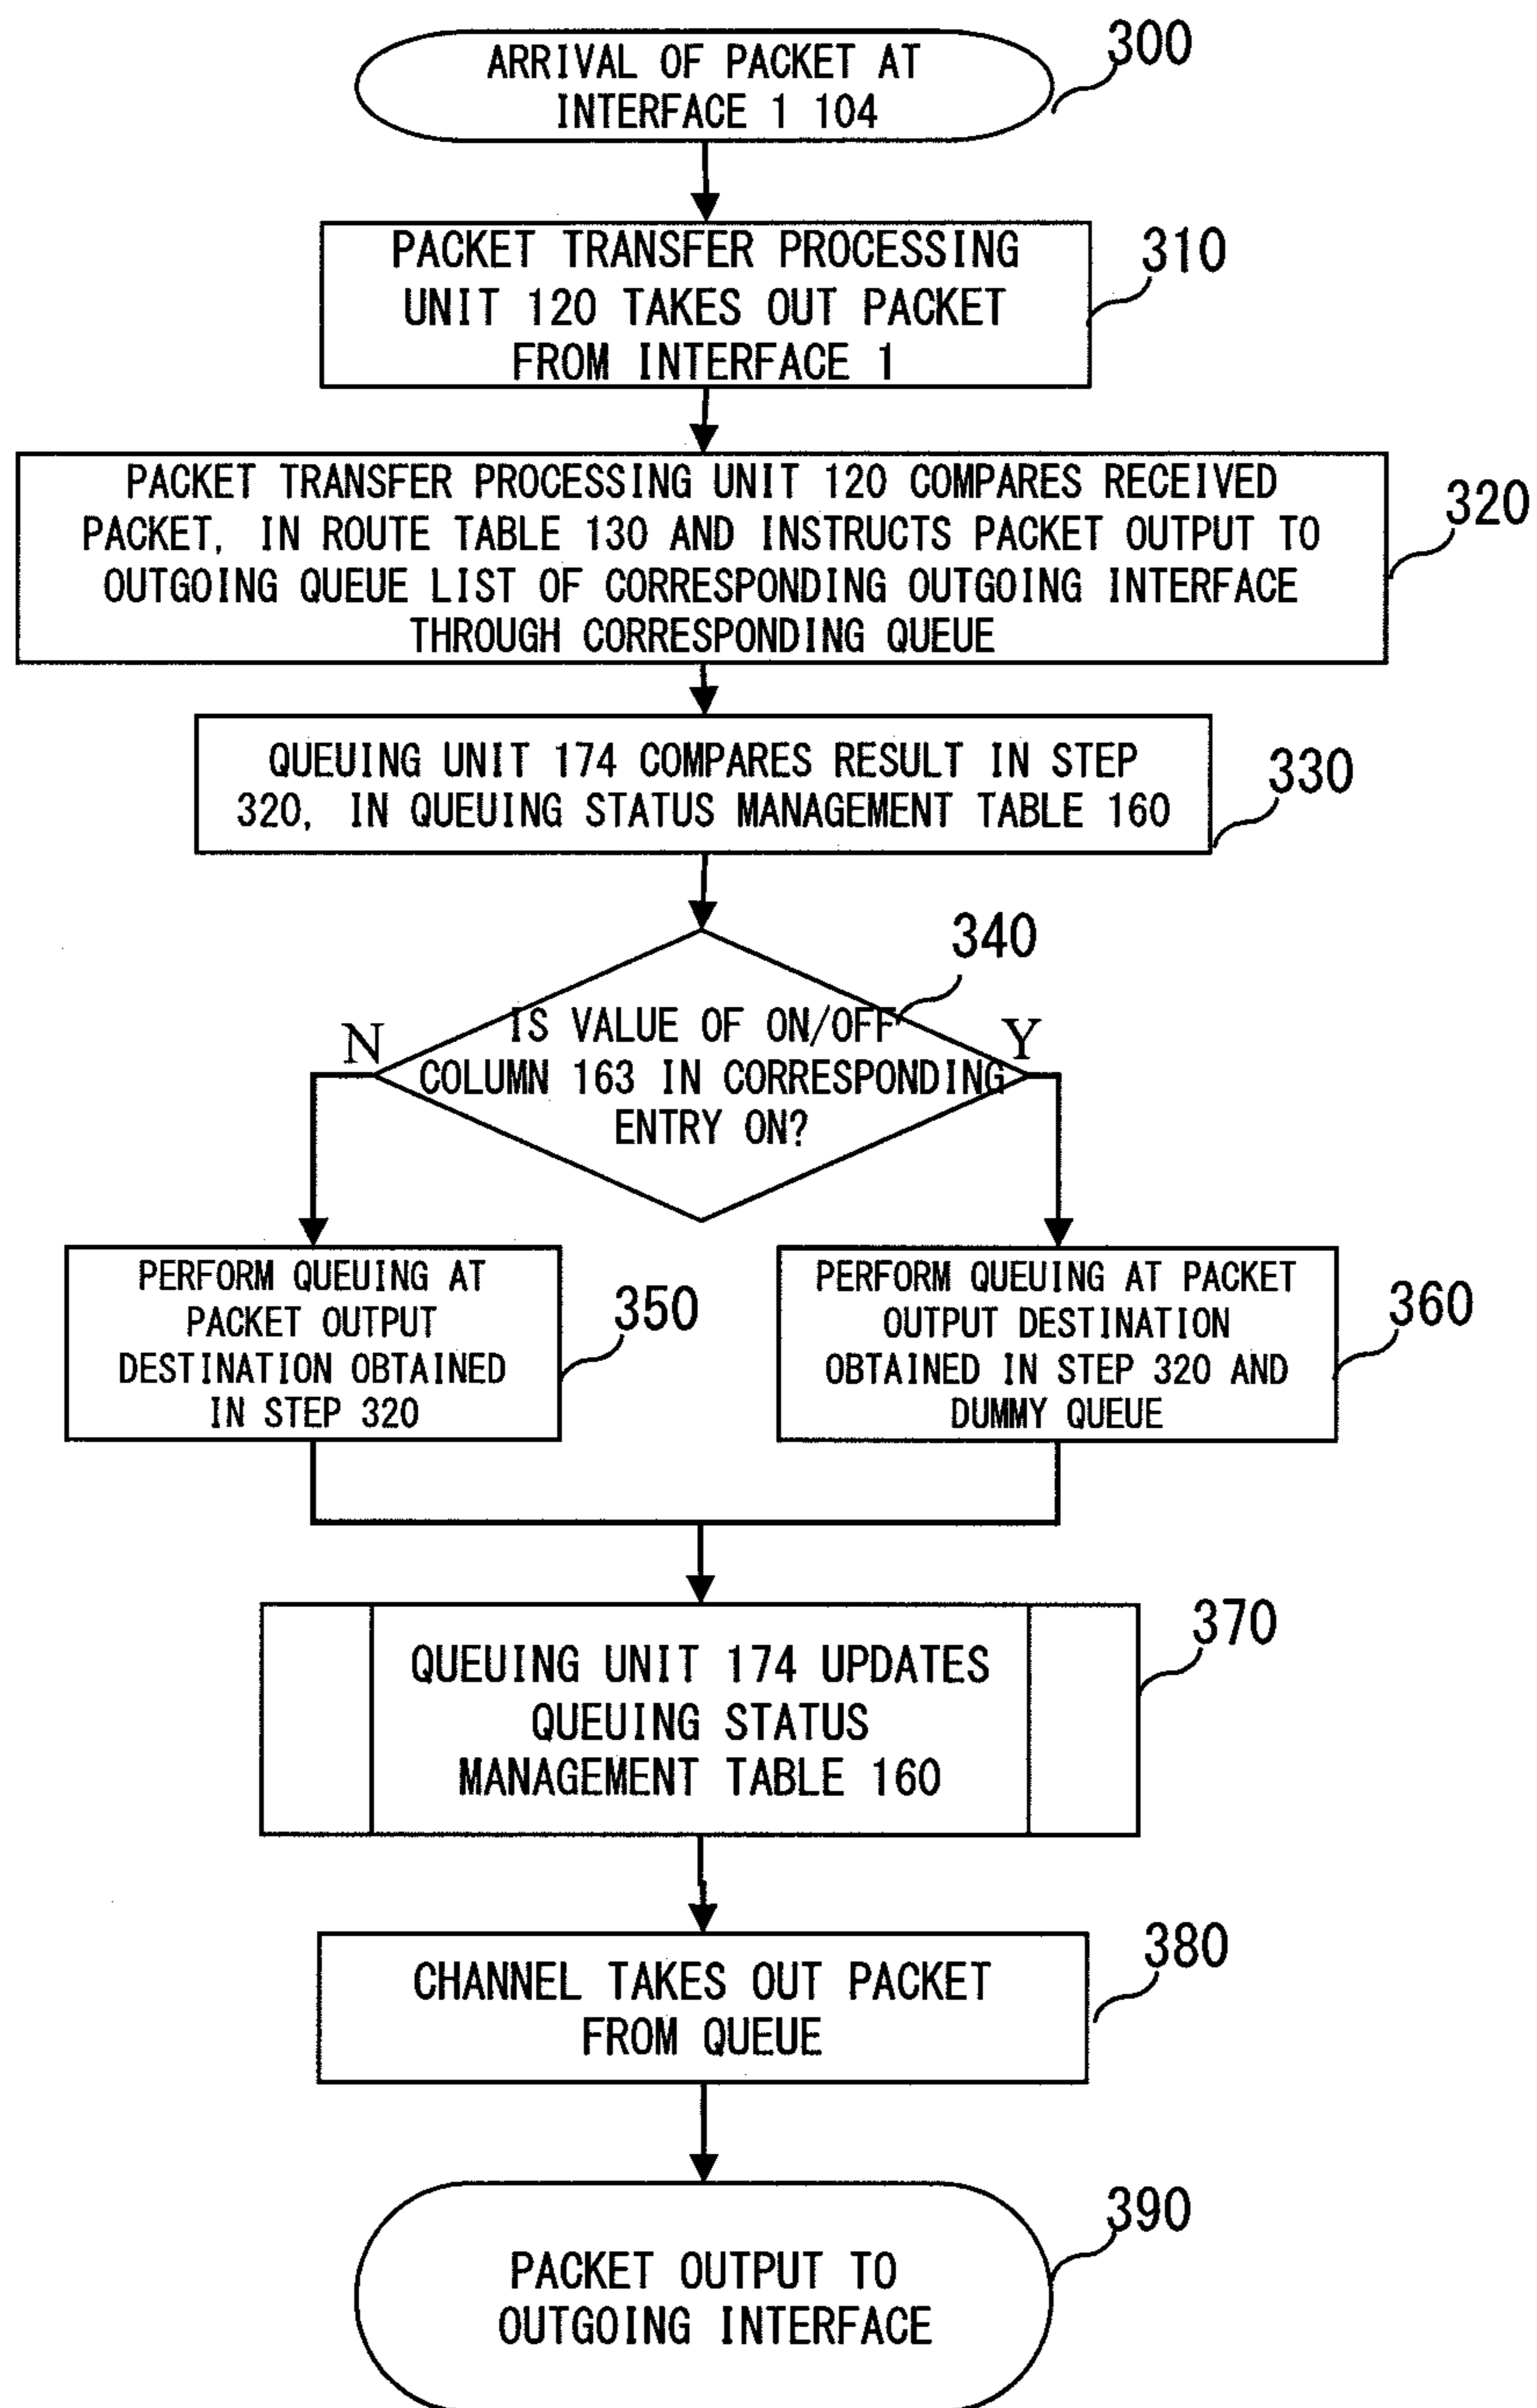 ARRIVAL OF PACKET AT
INTERFACE 1 104
300
PACKET TRANSFER PROCESSING
UNIT 120 TAKES OUT PACKET
FROM INTERFACE 1
310
PACKET TRANSFER PROCESSING UNIT 120 COMPARES RECEIVED
PACKET, IN ROUTE TABLE 130 AND INSTRUCTS PACKET OUTPUT TO
OUTGOING QUEUE LIST OF CORRESPONDING OUTGOING INTERFACE
THROUGH CORRESPONDING QUEUE
320
QUEUING UNIT 174 COMPARES RESULT IN STEP
320, IN QUEUING STATUS MANAGEMENT TABLE 160
330
340
IS VALUE OF ON/OFF
COLUMN 163 IN CORRESPONDING
ENTRY ON?
N
Y
PERFORM QUEUING AT
PACKET OUTPUT
DESTINATION OBTAINED
IN STEP 320
350
PERFORM QUEUING AT PACKET
OUTPUT DESTINATION
OBTAINED IN STEP 320 AND
DUMMY QUEUE
360
QUEUING UNIT 174 UPDATES
QUEUING STATUS
MANAGEMENT TABLE 160
370
CHANNEL TAKES OUT PACKET
FROM QUEUE
380
PACKET OUTPUT TO
OUTGOING INTERFACE
390